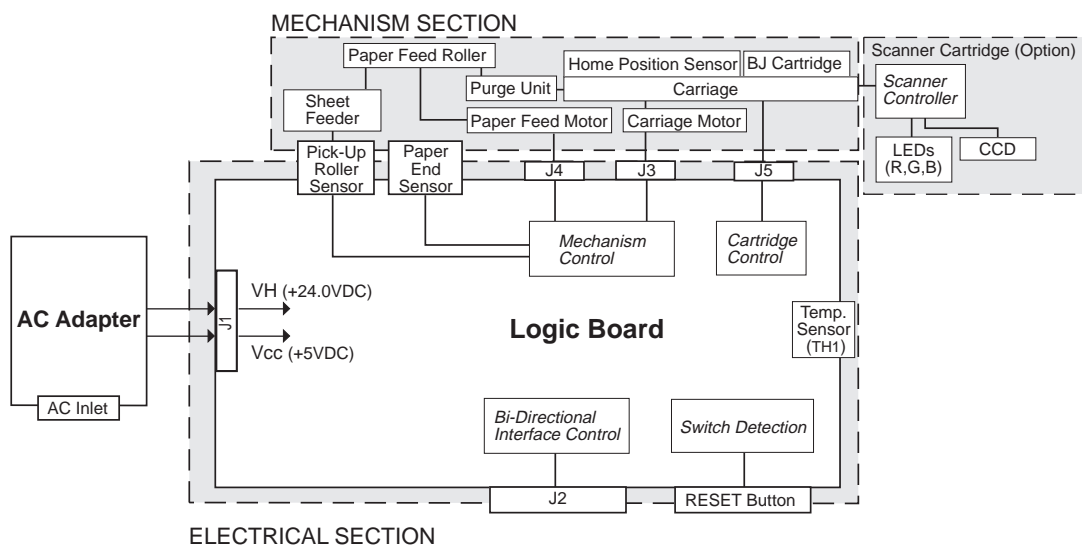 MECHANISM SECTION
Paper Feed Roller
Home Position Sensor
BJ Cartridge
Scanner Cartridge (Option)
Purge Unit
Carriage
Scanner
Controller
Sheet
Feeder
Paper Feed Motor
Carriage Motor
LEDs
(R,G,B)
CCD
Pick-Up
Roller
Sensor
Paper
End
Sensor
J4
J3
J5
Mechanism
Control
Cartridge
Control
AC Adapter
AC Inlet
J1
VH (+24.0VDC)
Vcc (+5VDC)
Logic Board
Temp.
Sensor
(TH1)
Bi-Directional
Interface Control
Switch Detection
J2
RESET Button
ELECTRICAL SECTION